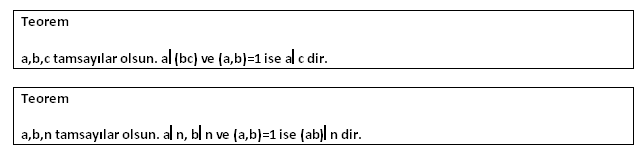 Teorem
a,b,c tamsayılar olsun. a| (bc) ve (a,b)=1 ise a| c dir.
Teorem
a,b,n tamsayılar olsun. a| n, b| n ve (a,b)=1 ise (ab)| n dir.